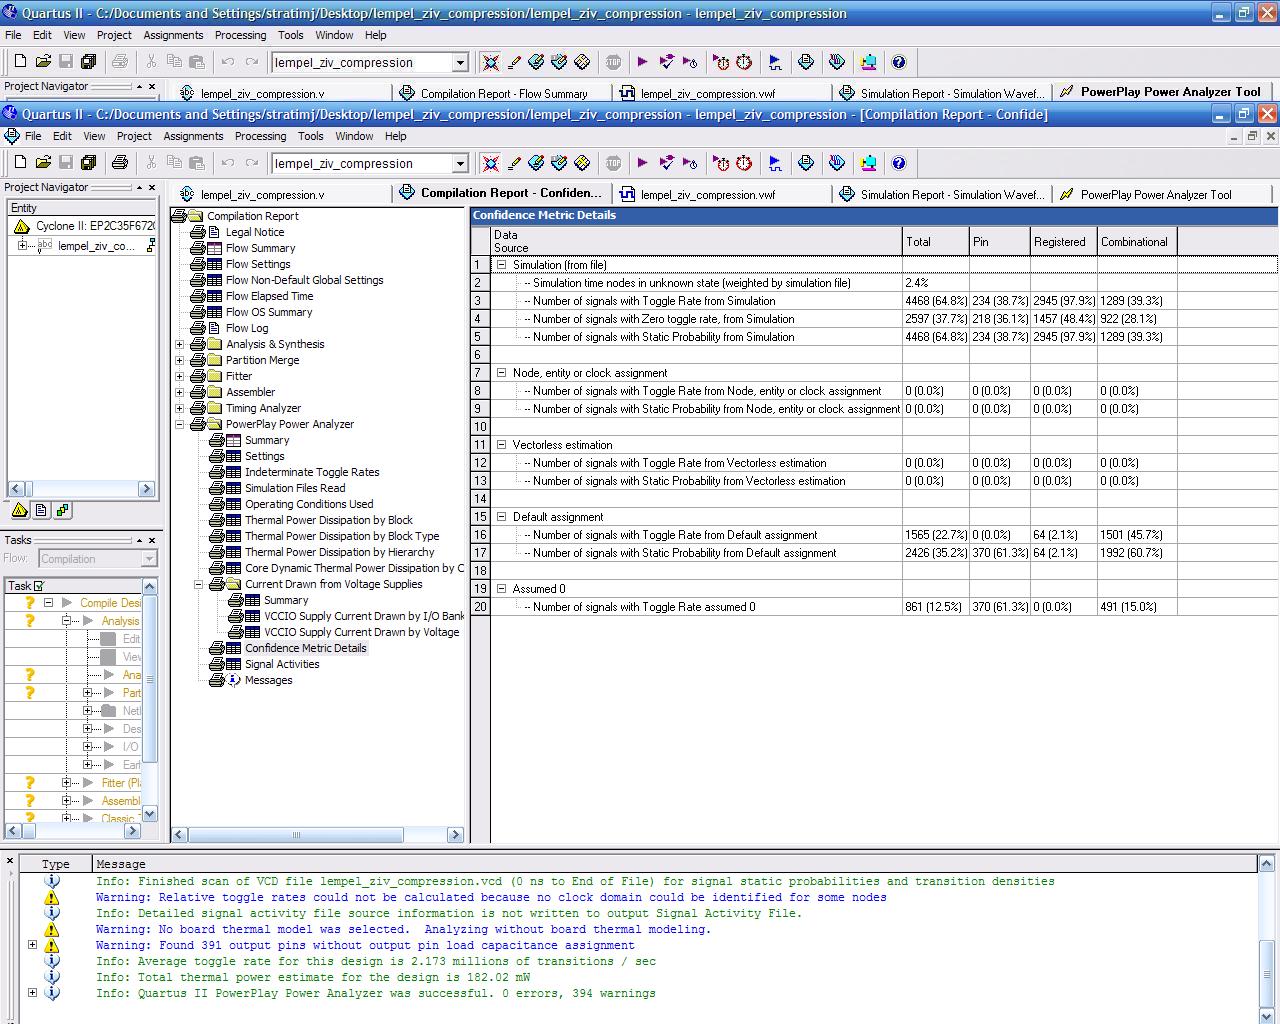 Quartus II - C:/Documents and Settings/stratimj/Desktop/lempel_ziv_compression/lempel_ziv_compression - lempel_ziv_compression
File Edit View Project Assignments Processing Tools Window Help
lempel_ziv_compression
Project Navigator
lempel_ziv_compression.v
Compilation Report - Flow Summary
lempel_ziv_compression.vwf
Simulation Report - Simulation Wavef...
PowerPlay Power Analyzer Tool
Quartus II - C:/Documents and Settings/stratimj/Desktop/lempel_ziv_compression/lempel_ziv_compression - lempel_ziv_compression - [Compilation Report - Confide]
File Edit View Project Assignments Processing Tools Window Help
lempel_ziv_compression
lempel_ziv_compression.v
Compilation Report - Confiden...
lempel_ziv_compression.vwf
Simulation Report - Simulation Wavef...
PowerPlay Power Analyzer Tool
Project Navigator
Entity
Cyclone II: EP2C35F672C
lempel_ziv_co...
Tasks
Flow: Compilation
Task
Compile Desi
Analysis
Edit
View
Ana
Part
Netl
Des
I/O
Earl
Fitter (Pl
Assembl
Classic T
Compilation Report
Legal Notice
Flow Summary
Flow Settings
Flow Non-Default Global Settings
Flow Elapsed Time
Flow OS Summary
Flow Log
Analysis & Synthesis
Partition Merge
Fitter
Assembler
Timing Analyzer
PowerPlay Power Analyzer
Summary
Settings
Indeterminate Toggle Rates
Simulation Files Read
Operating Conditions Used
Thermal Power Dissipation by Block
Thermal Power Dissipation by Block Type
Thermal Power Dissipation by Hierarchy
Core Dynamic Thermal Power Dissipation by C
Current Drawn from Voltage Supplies
Summary
VCCIO Supply Current Drawn by I/O Bank
VCCIO Supply Current Drawn by Voltage
Confidence Metric Details
Signal Activities
Messages
Confidence Metric Details
Data Source Total Pin Registered Combinational
1 Simulation (from file)
2 -- Simulation time nodes in unknown state (weighted by simulation file) 2.4%
3 -- Number of signals with Toggle Rate from Simulation 4468 (64.8%) 234 (38.7%) 2945 (97.9%) 1289 (39.3%)
4 -- Number of signals with Zero toggle rate, from Simulation 2597 (37.7%) 218 (36.1%) 1457 (48.4%) 922 (28.1%)
5 -- Number of signals with Static Probability from Simulation 4468 (64.8%) 234 (38.7%) 2945 (97.9%) 1289 (39.3%)
6
7 Node, entity or clock assignment
8 -- Number of signals with Toggle Rate from Node, entity or clock assignment 0 (0.0%) 0 (0.0%) 0 (0.0%) 0 (0.0%)
9 -- Number of signals with Static Probability from Node, entity or clock assignment 0 (0.0%) 0 (0.0%) 0 (0.0%) 0 (0.0%)
10
11 Vectorless estimation
12 -- Number of signals with Toggle Rate from Vectorless estimation 0 (0.0%) 0 (0.0%) 0 (0.0%) 0 (0.0%)
13 -- Number of signals with Static Probability from Vectorless estimation 0 (0.0%) 0 (0.0%) 0 (0.0%) 0 (0.0%)
14
15 Default assignment
16 -- Number of signals with Toggle Rate from Default assignment 1565 (22.7%) 0 (0.0%) 64 (2.1%) 1501 (45.7%)
17 -- Number of signals with Static Probability from Default assignment 2426 (35.2%) 370 (61.3%) 64 (2.1%) 1992 (60.7%)
18
19 Assumed 0
20 -- Number of signals with Toggle Rate assumed 0 861 (12.5%) 370 (61.3%) 0 (0.0%) 491 (15.0%)
Type Message
Info: Finished scan of VCD file lempel_ziv_compression.vcd (0 ns to End of File) for signal static probabilities and transition densities
Warning: Relative toggle rates could not be calculated because no clock domain could be identified for some nodes
Info: Detailed signal activity file source information is not written to output Signal Activity File.
Warning: No board thermal model was selected. Analyzing without board thermal modeling.
Warning: Found 391 output pins without output pin load capacitance assignment
Info: Average toggle rate for this design is 2.173 millions of transitions / sec
Info: Total thermal power estimate for the design is 182.02 mW
Info: Quartus II PowerPlay Power Analyzer was successful. 0 errors, 394 warnings